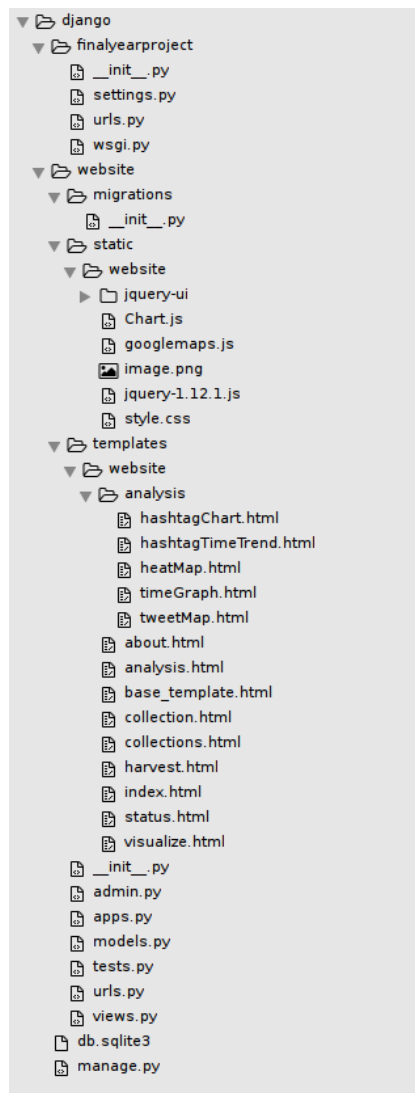 django
finalyearproject
__init__.py
settings.py
urls.py
wsgi.py
website
migrations
__init__.py
static
website
jquery-ui
Chart.js
googlemaps.js
image.png
jquery-1.12.1.js
style.css
templates
website
analysis
hashtagChart.html
hashtagTimeTrend.html
heatMap.html
timeGraph.html
tweetMap.html
about.html
analysis.html
base_template.html
collection.html
collections.html
harvest.html
index.html
status.html
visualize.html
__init__.py
admin.py
apps.py
models.py
tests.py
urls.py
views.py
db.sqlite3
manage.py